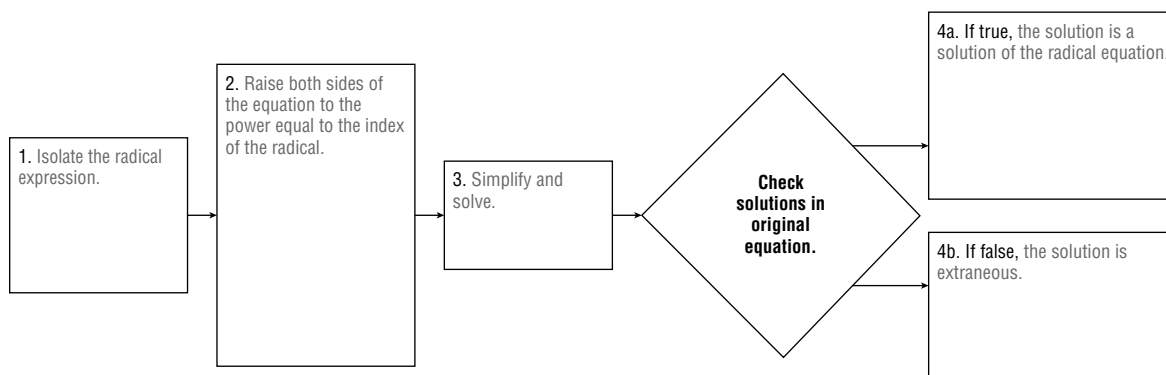 1. Isolate the radical
expression.
2. Raise both sides of
the equation to the
power equal to the index
of the radical.
3. Simplify and
solve.
Check
solutions in
original
equation.
4a. If true, the solution is a
solution of the radical equation.
4b. If false, the solution is
extraneous.